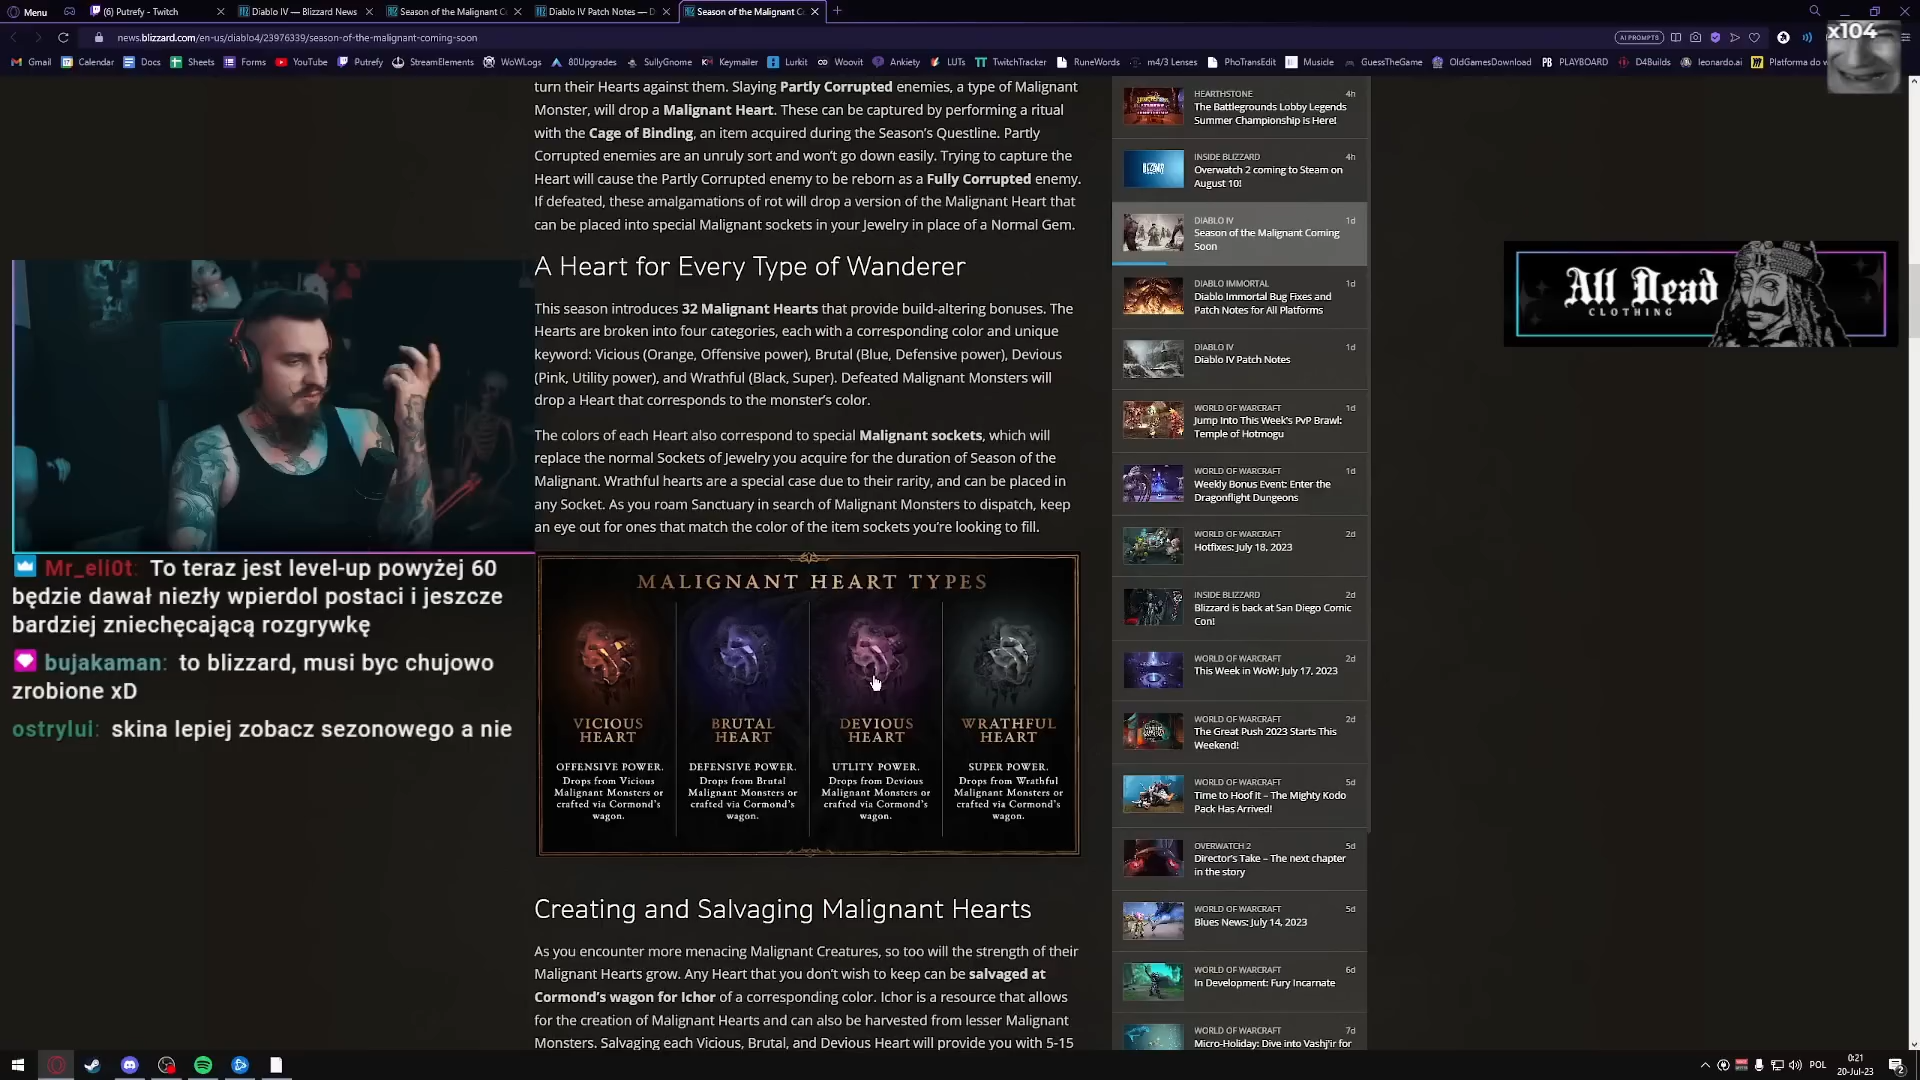 Menu
(6) Putrefy - Twitch
Diablo IV — Blizzard News
Season of the Malignant C
Diablo IV Patch Notes — D
Season of the Malignant C
news.blizzard.com/en-us/diablo4/23976339/season-of-the-malignant-coming-soon
AI PROMPTS
x104
Gmail
Calendar
Docs
Sheets
Forms
YouTube
Putrefy
StreamElements
WoWLogs
80Upgrades
SullyGnome
Keymailer
Lurkit
Woovit
Ankiety
LUTs
TwitchTracker
RuneWords
m4/3 Lenses
PhoTransEdit
Musicle
GuessTheGame
OldGamesDownload
PLAYBOARD
D4Builds
leonardo.ai
Platforma do w
turn their Hearts against them. Slaying Partly Corrupted enemies, a type of Malignant
Monster, will drop a Malignant Heart. These can be captured by performing a ritual
with the Cage of Binding, an item acquired during the Season's Questline. Partly
Corrupted enemies are an unruly sort and won't go down easily. Trying to capture the
Heart will cause the Partly Corrupted enemy to be reborn as a Fully Corrupted enemy.
If defeated, these amalgamations of rot will drop a version of the Malignant Heart that
can be placed into special Malignant sockets in your Jewelry in place of a Normal Gem.
A Heart for Every Type of Wanderer
This season introduces 32 Malignant Hearts that provide build-altering bonuses. The
Hearts are broken into four categories, each with a corresponding color and unique
keyword: Vicious (Orange, Offensive power), Brutal (Blue, Defensive power), Devious
(Pink, Utility power), and Wrathful (Black, Super). Defeated Malignant Monsters will
drop a Heart that corresponds to the monster's color.
The colors of each Heart also correspond to special Malignant sockets, which will
replace the normal Sockets of Jewelry you acquire for the duration of Season of the
Malignant. Wrathful hearts are a special case due to their rarity, and can be placed in
any Socket. As you roam Sanctuary in search of Malignant Monsters to dispatch, keep
an eye out for ones that match the color of the item sockets you're looking to fill.
MALIGNANT HEART TYPES
VICIOUS
HEART
OFFENSIVE POWER.
Drops from Vicious
Malignant Monsters or
crafted via Cormond's
wagon.
BRUTAL
HEART
DEFENSIVE POWER.
Drops from Brutal
Malignant Monsters or
crafted via Cormond's
wagon.
DEVIOUS
HEART
UTLITY POWER.
Drops from Devious
Malignant Monsters or
crafted via Cormond's
wagon.
WRATHFUL
HEART
SUPER POWER.
Drops from Wrathful
Malignant Monsters or
crafted via Cormond's
wagon.
Creating and Salvaging Malignant Hearts
As you encounter more menacing Malignant Creatures, so too will the strength of their
Malignant Hearts grow. Any Heart that you don't wish to keep can be salvaged at
Cormond's wagon for Ichor of a corresponding color. Ichor is a resource that allows
for the creation of Malignant Hearts and can also be harvested from lesser Malignant
Monsters. Salvaging each Vicious, Brutal, and Devious Heart will provide you with 5-15
Mr_eli0t: To teraz jest level-up powyżej 60
będzie dawał niezły wpierdol postaci i jeszcze
bardziej zniechęcającą rozgrywkę
bujakaman: to blizzard, musi byc chujowo
zrobione xD
ostrylui: skina lepiej zobacz sezonowego a nie
HEARTHSTONE 4h
The Battlegrounds Lobby Legends
Summer Championship is Here!
INSIDE BLIZZARD 4h
Overwatch 2 coming to Steam on
August 10!
DIABLO IV 1d
Season of the Malignant Coming
Soon
DIABLO IMMORTAL 1d
Diablo Immortal Bug Fixes and
Patch Notes for All Platforms
DIABLO IV 1d
Diablo IV Patch Notes
WORLD OF WARCRAFT 1d
Jump Into This Week's PvP Brawl:
Temple of Hotmogu
WORLD OF WARCRAFT 1d
Weekly Bonus Event: Enter the
Dragonflight Dungeons
WORLD OF WARCRAFT 2d
Hotfixes: July 18, 2023
INSIDE BLIZZARD 2d
Blizzard is back at San Diego Comic
Con!
WORLD OF WARCRAFT 2d
This Week in WoW: July 17, 2023
WORLD OF WARCRAFT 2d
The Great Push 2023 Starts This
Weekend!
WORLD OF WARCRAFT 5d
Time to Hoof It – The Mighty Kodo
Pack Has Arrived!
OVERWATCH 2 5d
Director's Take – The next chapter
in the story
WORLD OF WARCRAFT 5d
Blues News: July 14, 2023
WORLD OF WARCRAFT 6d
In Development: Fury Incarnate
WORLD OF WARCRAFT 7d
Micro-Holiday: Dive into Vashj'ir for
All Dead
CLOTHING
666
POL
0:21
20-Jul-23
2